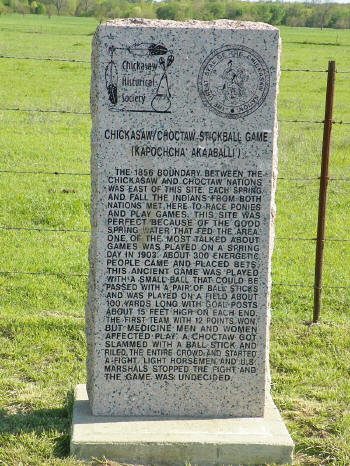 Chickasaw
Historical
Society
CHICKASAW/CHOCTAW STICKBALL GAME
(KAPOCHCHA' AKAABALLI')
THE 1856 BOUNDARY BETWEEN THE
CHICKASAW AND CHOCTAW NATIONS
WAS EAST OF THIS SITE. EACH SPRING
AND FALL THE INDIANS FROM BOTH
NATIONS MET HERE TO RACE PONIES
AND PLAY GAMES. THIS SITE WAS
PERFECT BECAUSE OF THE GOOD
SPRING WATER THAT FED THE AREA.
ONE OF THE MOST TALKED ABOUT
GAMES WAS PLAYED ON A SPRING
DAY IN 1903. ABOUT 300 ENERGETIC
PEOPLE CAME AND PLACED BETS.
THIS ANCIENT GAME WAS PLAYED
WITH A SMALL BALL THAT COULD BE
PASSED WITH A PAIR OF BALL STICKS
AND WAS PLAYED ON A FIELD ABOUT
100 YARDS LONG WITH GOAL POSTS
ABOUT 15 FEET HIGH ON EACH END.
THE FIRST TEAM WITH 12 POINTS WON
BUT MEDICINE MEN AND WOMEN
AFFECTED PLAY. A CHOCTAW GOT
SLAMMED WITH A BALL STICK AND
RILED THE ENTIRE CROWD AND STARTED
A FIGHT. LIGHT HORSEMEN AND U.S.
MARSHALS STOPPED THE FIGHT AND
THE GAME WAS UNDECIDED.